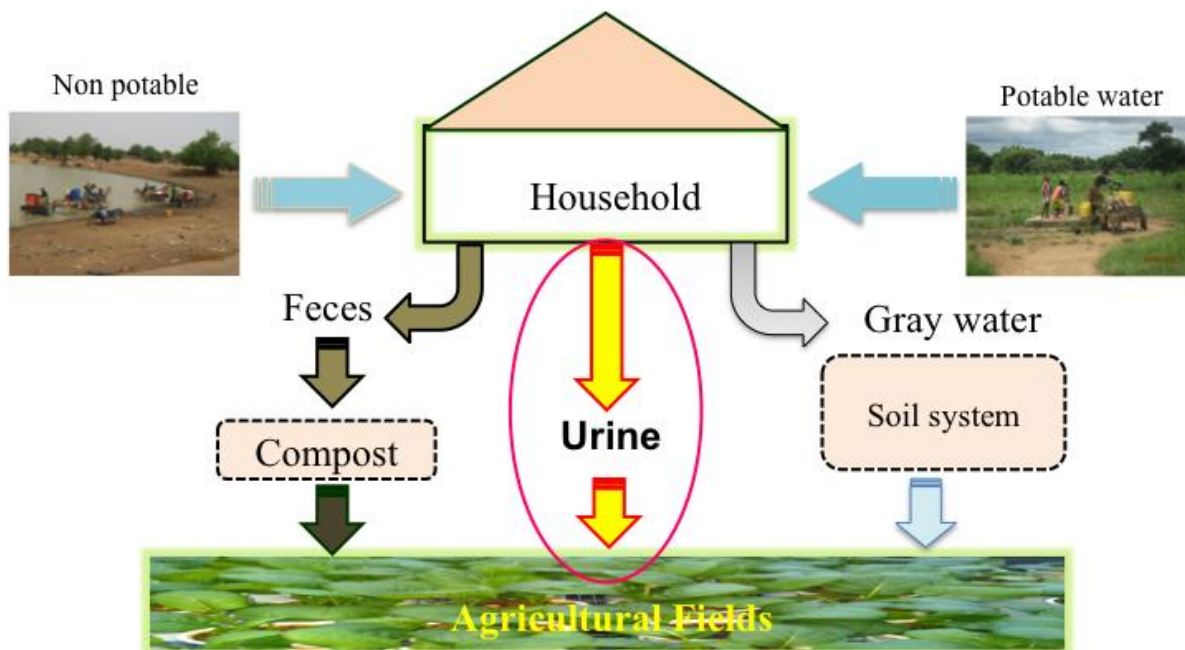 Non potable
Potable water
Household
Feces
Gray water
Compost
Urine
Soil system
Agricultural Fields